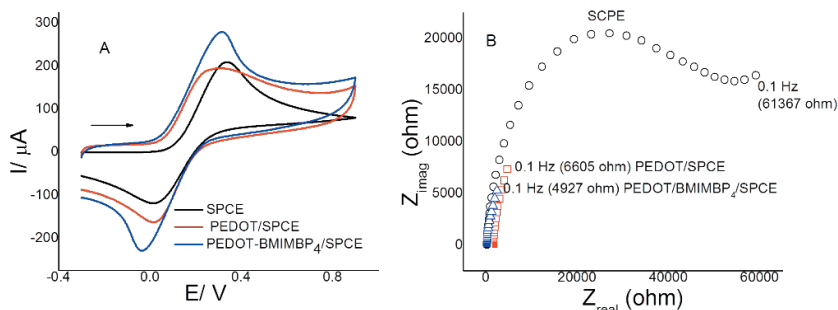 A
I/ μA
300
200
100
0
-100
-200
-0.4
0.0
0.4
0.8
E/ V
SPCE
PEDOT/SPCE
PEDOT-BMIMBP4/SPCE
B
SCPE
Zimag (ohm)
20000
15000
10000
5000
0
0.1 Hz
(61367 ohm)
0.1 Hz (6605 ohm) PEDOT/SPCE
0.1 Hz (4927 ohm) PEDOT/BMIMBP4/SPCE
0
20000
40000
60000
Zreal (ohm)